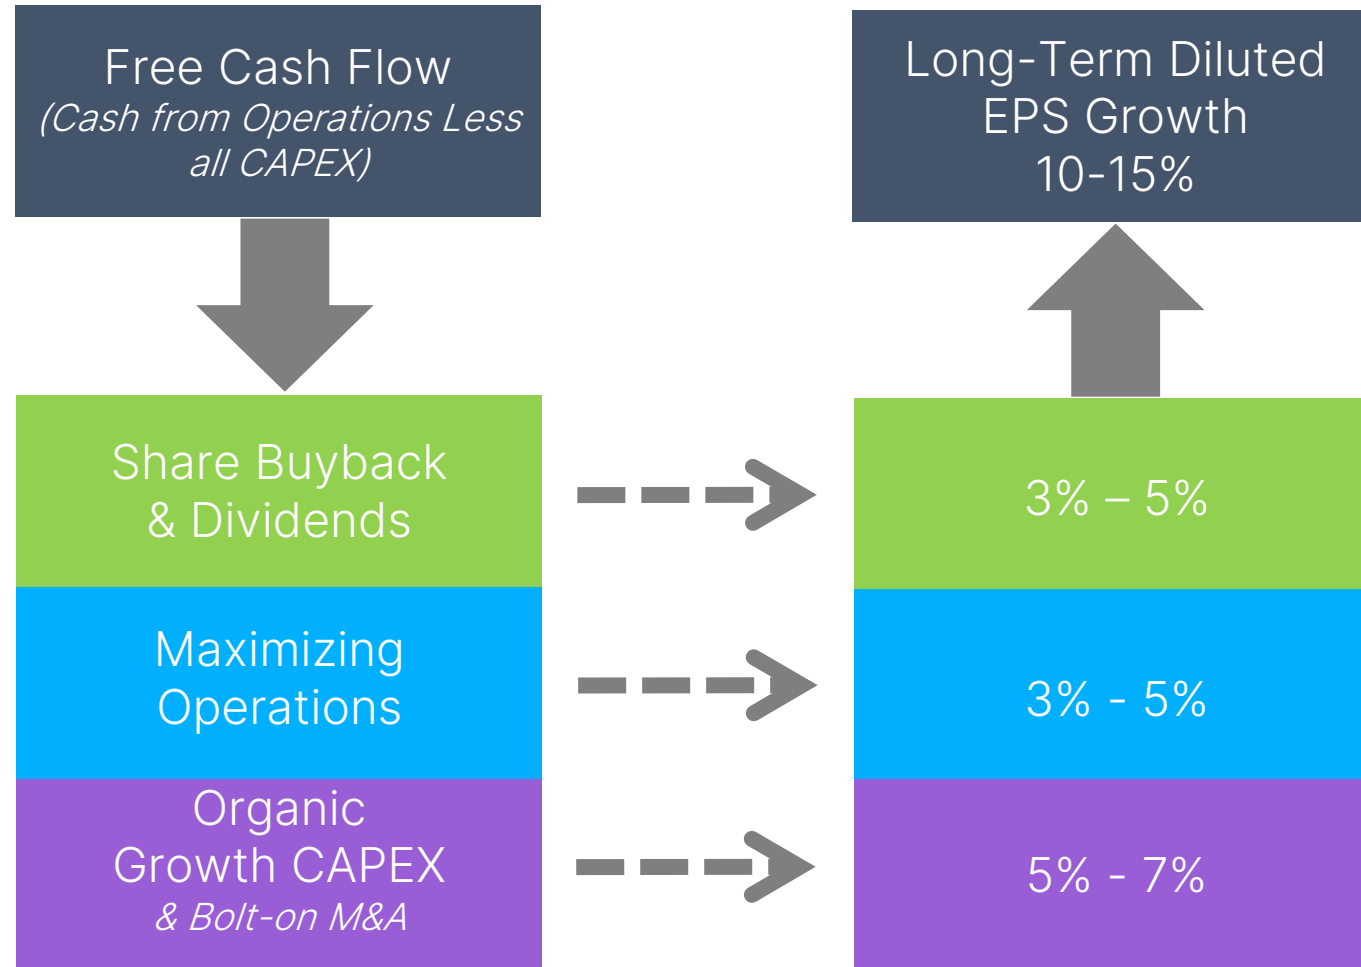 Free Cash Flow
(Cash from Operations Less
all CAPEX)
Long-Term Diluted
EPS Growth
10-15%
Share Buyback
& Dividends
3% – 5%
Maximizing
Operations
3% - 5%
Organic
Growth CAPEX
& Bolt-on M&A
5% - 7%